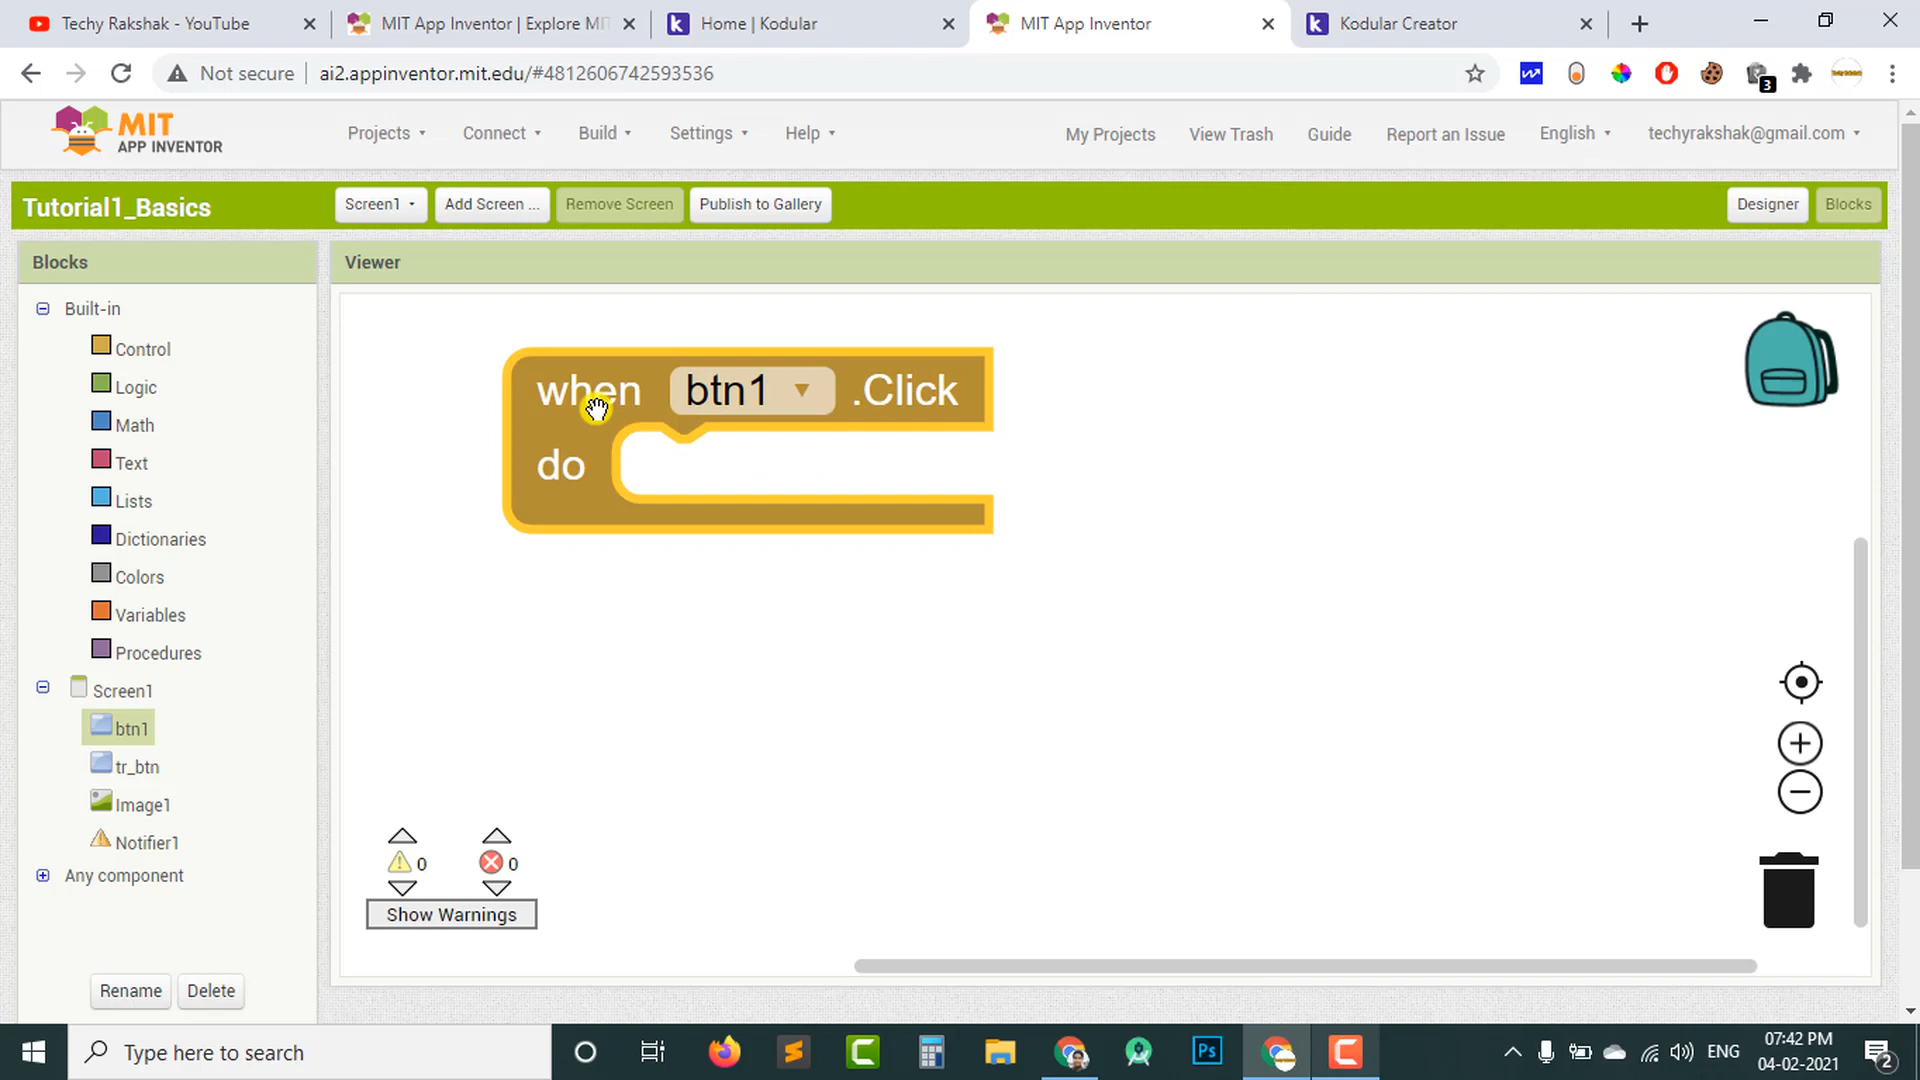 Techy Rakshak - YouTube
MIT App Inventor | Explore MIT
Home | Kodular
MIT App Inventor
Kodular Creator
Not secure
ai2.appinventor.mit.edu/#4812606742593536
3
MIT
APP INVENTOR
Projects
Connect
Build
Settings
Help
My Projects
View Trash
Guide
Report an Issue
English
techyrakshak@gmail.com
Tutorial1_Basics
Screen1
Add Screen ...
Remove Screen
Publish to Gallery
Designer
Blocks
Blocks
Viewer
Built-in
Control
Logic
Math
Text
Lists
Dictionaries
Colors
Variables
Procedures
Screen1
btn1
tr_btn
Image1
Notifier1
Any component
Rename
Delete
when btn1 .Click
do
0
0
Show Warnings
Type here to search
Ps
ENG
07:42 PM
04-02-2021
2